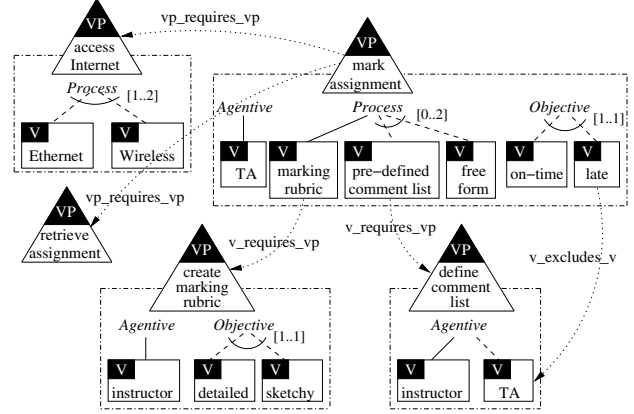 VP
access
Internet
vp_requires_vp
VP
mark
assignment
Process
[1..2]
V
Ethernet
V
Wireless
Agentive
Process
[0..2]
Objective
[1..1]
V
TA
V
marking
rubric
V
pre-defined
comment list
V
free
form
V
on-time
V
late
vp_requires_vp
VP
retrieve
assignment
v_requires_vp
v_requires_vp
v_excludes_v
VP
create
marking
rubric
VP
define
comment
list
Agentive
Objective
[1..1]
V
instructor
V
detailed
V
sketchy
Agentive
V
instructor
V
TA